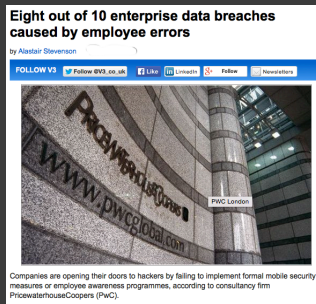 Eight out of 10 enterprise data breaches
caused by employee errors
by Alastair Stevenson
FOLLOW V3
Follow @V3_co_uk
Like
LinkedIn
Follow
Newsletters
PRICEWATERHOUSECOOPERS
www.pwcglobal.com
PWC London
Companies are opening their doors to hackers by failing to implement formal mobile security
measures or employee awareness programmes, according to consultancy firm
PricewaterhouseCoopers (PwC).